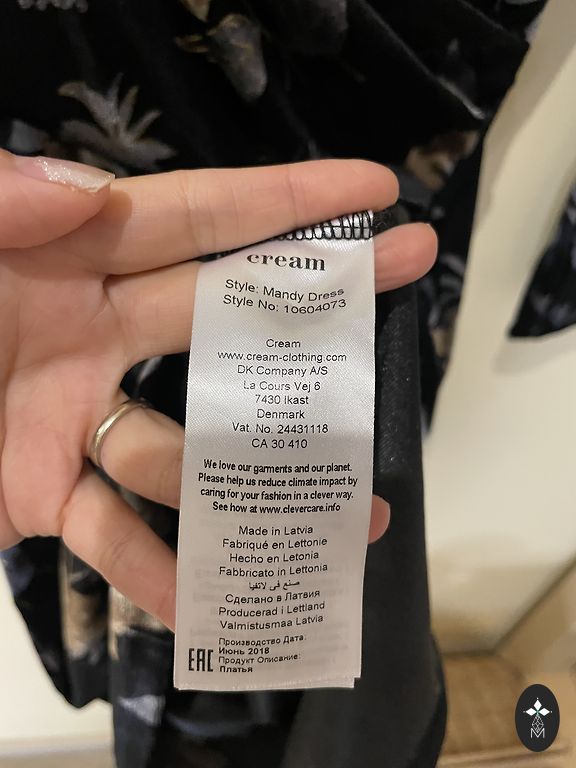 cream
Style: Mandy Dress
Style No: 10604073
Cream
www.cream-clothing.com
DK Company A/S
La Cours Vej 6
7430 Ikast
Denmark
Vat. No. 24431118
CA 30 410
We love our garments and our planet.
Please help us reduce climate impact by
caring for your fashion in a clever way.
See how at www.clevercare.info
Made in Latvia
Fabriqué en Lettonie
Hecho en Letonia
Fabbricato in Lettonia
صنع في لاتفيا
Сделано в Латвия
Producerad i Lettland
Valmistusmaa Latvia
Производство Дата:
Июнь 2018
EAC Продукт Описание:
Платья
M